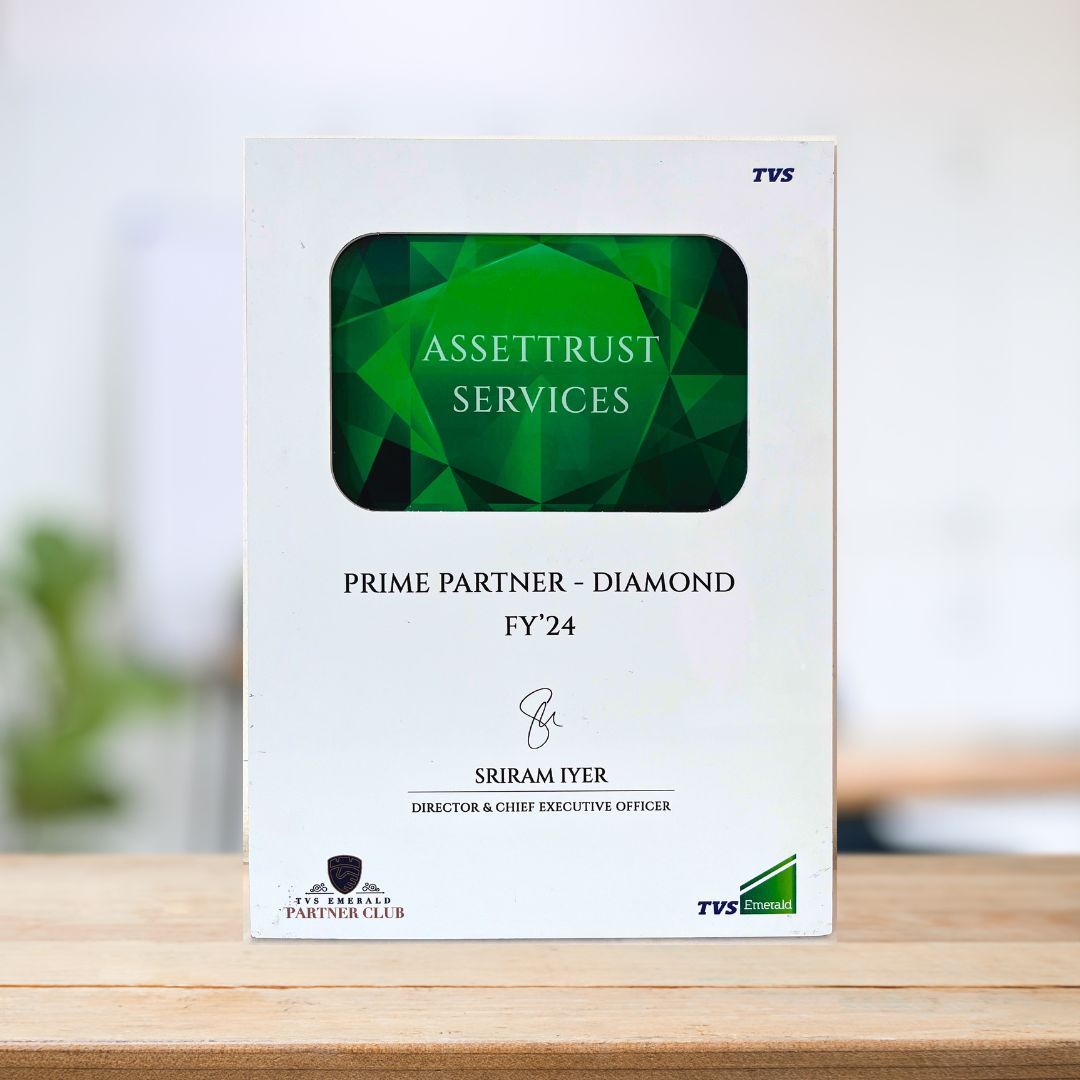 TVS
ASSETTRUST
SERVICES
PRIME PARTNER - DIAMOND
FY'24
SRIRAM IYER
DIRECTOR & CHIEF EXECUTIVE OFFICER
TVS EMERALD
PARTNER CLUB
TVS Emerald